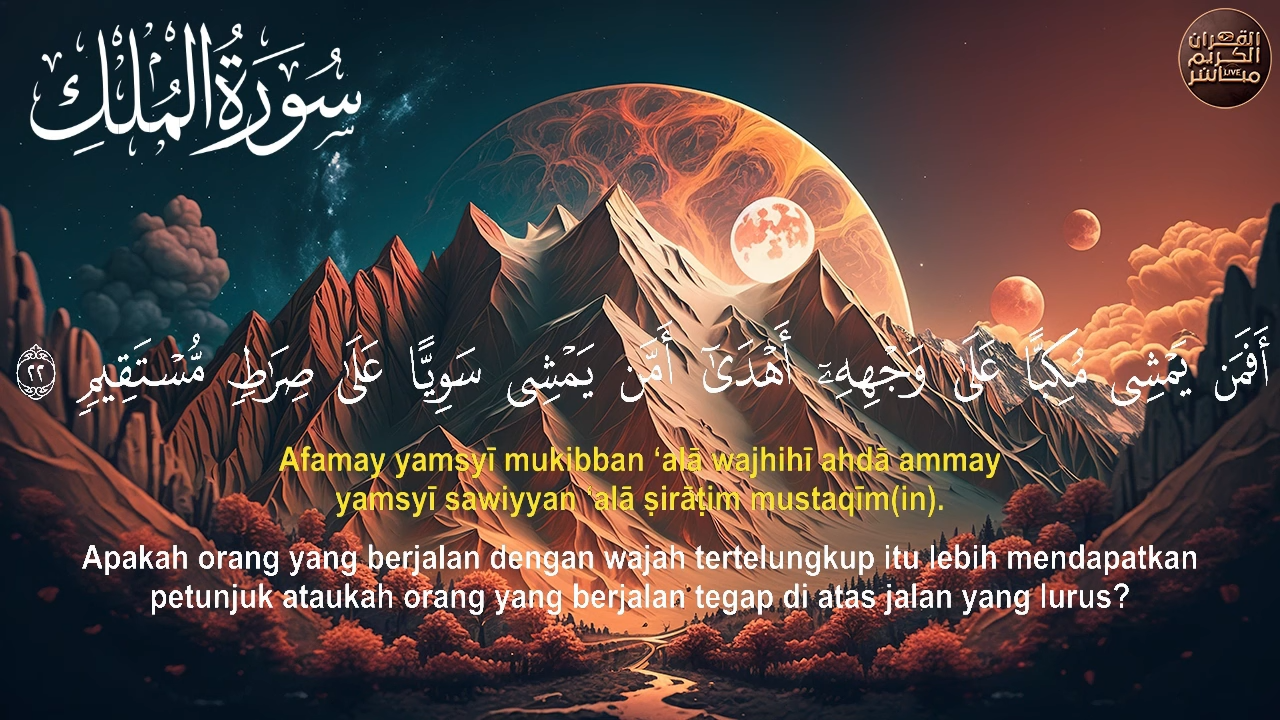 سُورَةُ الْمُلْكِ
القرآن
الكريم
LIVE
مباشر
أَفَمَن يَمْشِى مُكِبًّا عَلَىٰ وَجْهِهِۦٓ أَهْدَىٰٓ أَمَّن يَمْشِى سَوِيًّا عَلَىٰ صِرَٰطٍ مُّسْتَقِيمٍ ٢٢
Afamay yamsyī mukibban ‘alā wajhihī ahdā ammay
yamsyī sawiyyan ‘alā ṣirāṭim mustaqīm(in).
Apakah orang yang berjalan dengan wajah tertelungkup itu lebih mendapatkan
petunjuk ataukah orang yang berjalan tegap di atas jalan yang lurus?